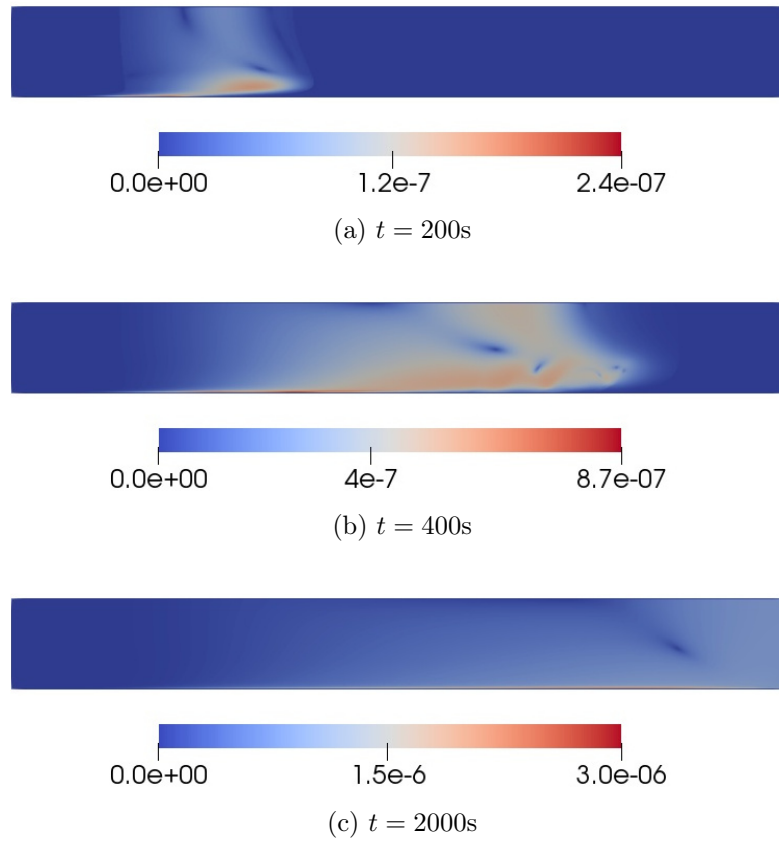 0.0e+00 1.2e-7 2.4e-07
(a) t = 200s
0.0e+00 4e-7 8.7e-07
(b) t = 400s
0.0e+00 1.5e-6 3.0e-06
(c) t = 2000s